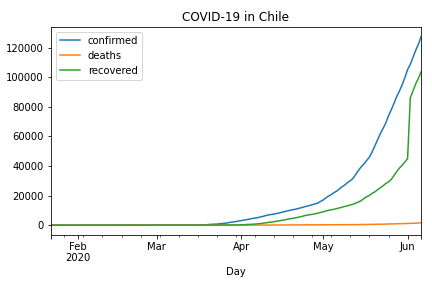 COVID-19 in Chile
confirmed
deaths
recovered
120000
100000
80000
60000
40000
20000
0
Feb Mar Apr May Jun
2020
Day